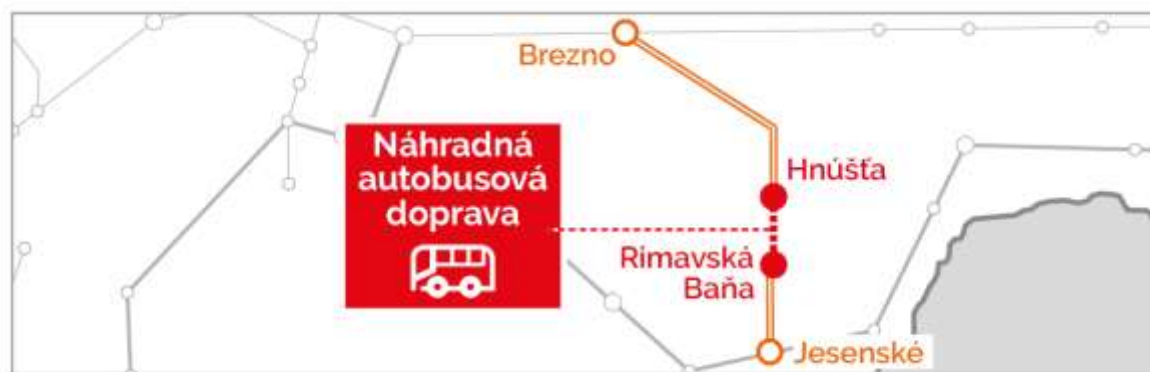 Brezno
Náhradná
autobusová
doprava
Hnúšťa
Rimavská
Baňa
Jesenské